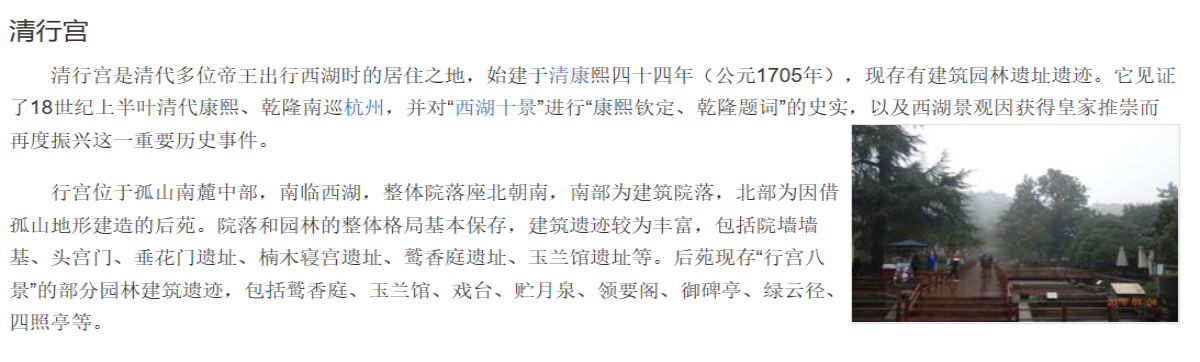 清行宫
清行宫是清代多位帝王出行西湖时的居住之地，始建于清康熙四十四年（公元1705年），现存有建筑园林遗址遗迹。它见证
了18世纪上半叶清代康熙、乾隆南巡杭州，并对“西湖十景”进行“康熙钦定、乾隆题词”的史实，以及西湖景观因获得皇家推崇而
再度振兴这一重要历史事件。
行宫位于孤山南麓中部，南临西湖，整体院落座北朝南，南部为建筑院落，北部为因借
孤山地形建造的后苑。院落和园林的整体格局基本保存，建筑遗迹较为丰富，包括院墙墙
基、头宫门、垂花门遗址、楠木寝宫遗址、鹫香庭遗址、玉兰馆遗址等。后苑现存“行宫八
景”的部分园林建筑遗迹，包括鹫香庭、玉兰馆、戏台、贮月泉、领要阁、御碑亭、绿云径、
四照亭等。